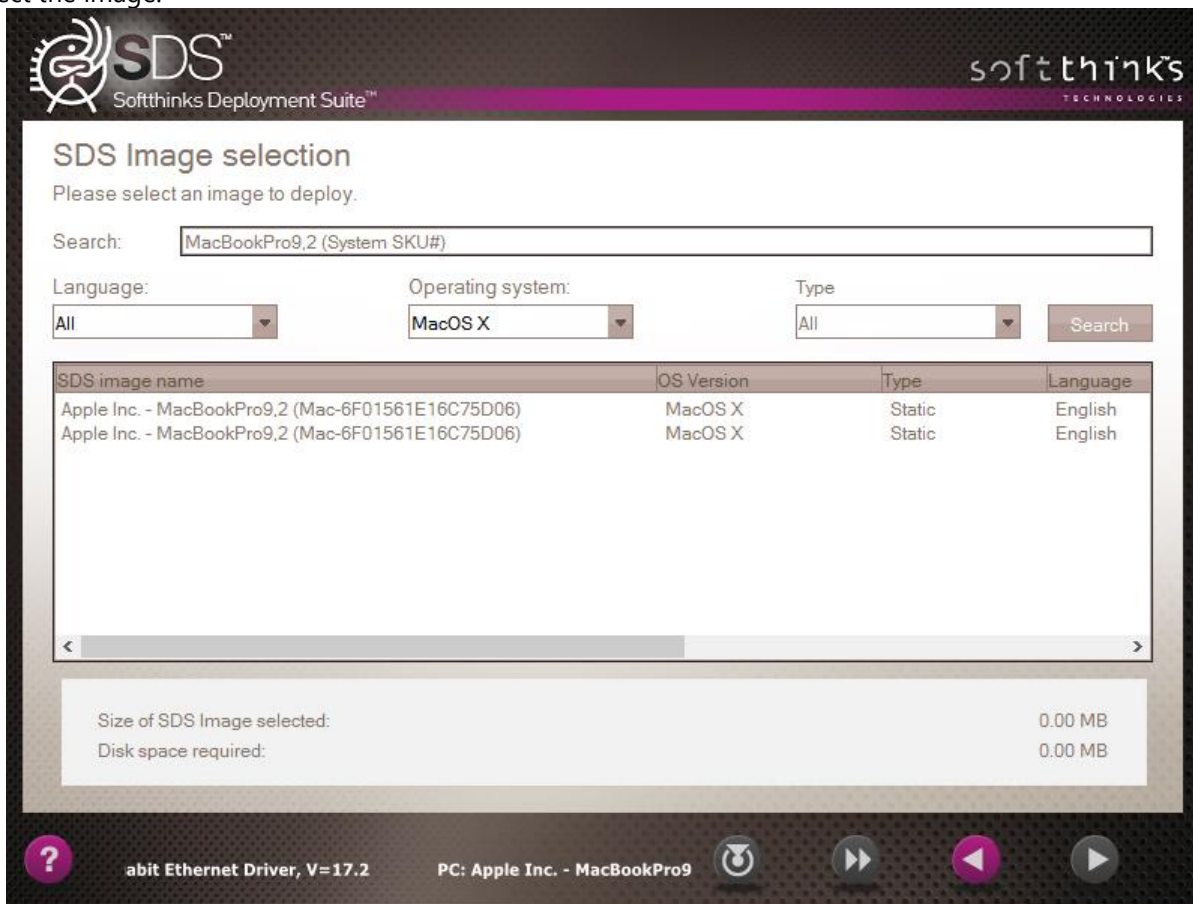 ect the image.
SDS™
Softthinks Deployment Suite™
softthinks
TECHNOLOGIES
SDS Image selection
Please select an image to deploy.
Search: MacBookPro9,2 (System SKU#)
Language: Operating system: Type
All MacOS X All Search
SDS image name OS Version Type Language
Apple Inc. - MacBookPro9,2 (Mac-6F01561E16C75D06) MacOS X Static English
Apple Inc. - MacBookPro9,2 (Mac-6F01561E16C75D06) MacOS X Static English
Size of SDS Image selected: 0.00 MB
Disk space required: 0.00 MB
? abit Ethernet Driver, V=17.2 PC: Apple Inc. - MacBookPro9